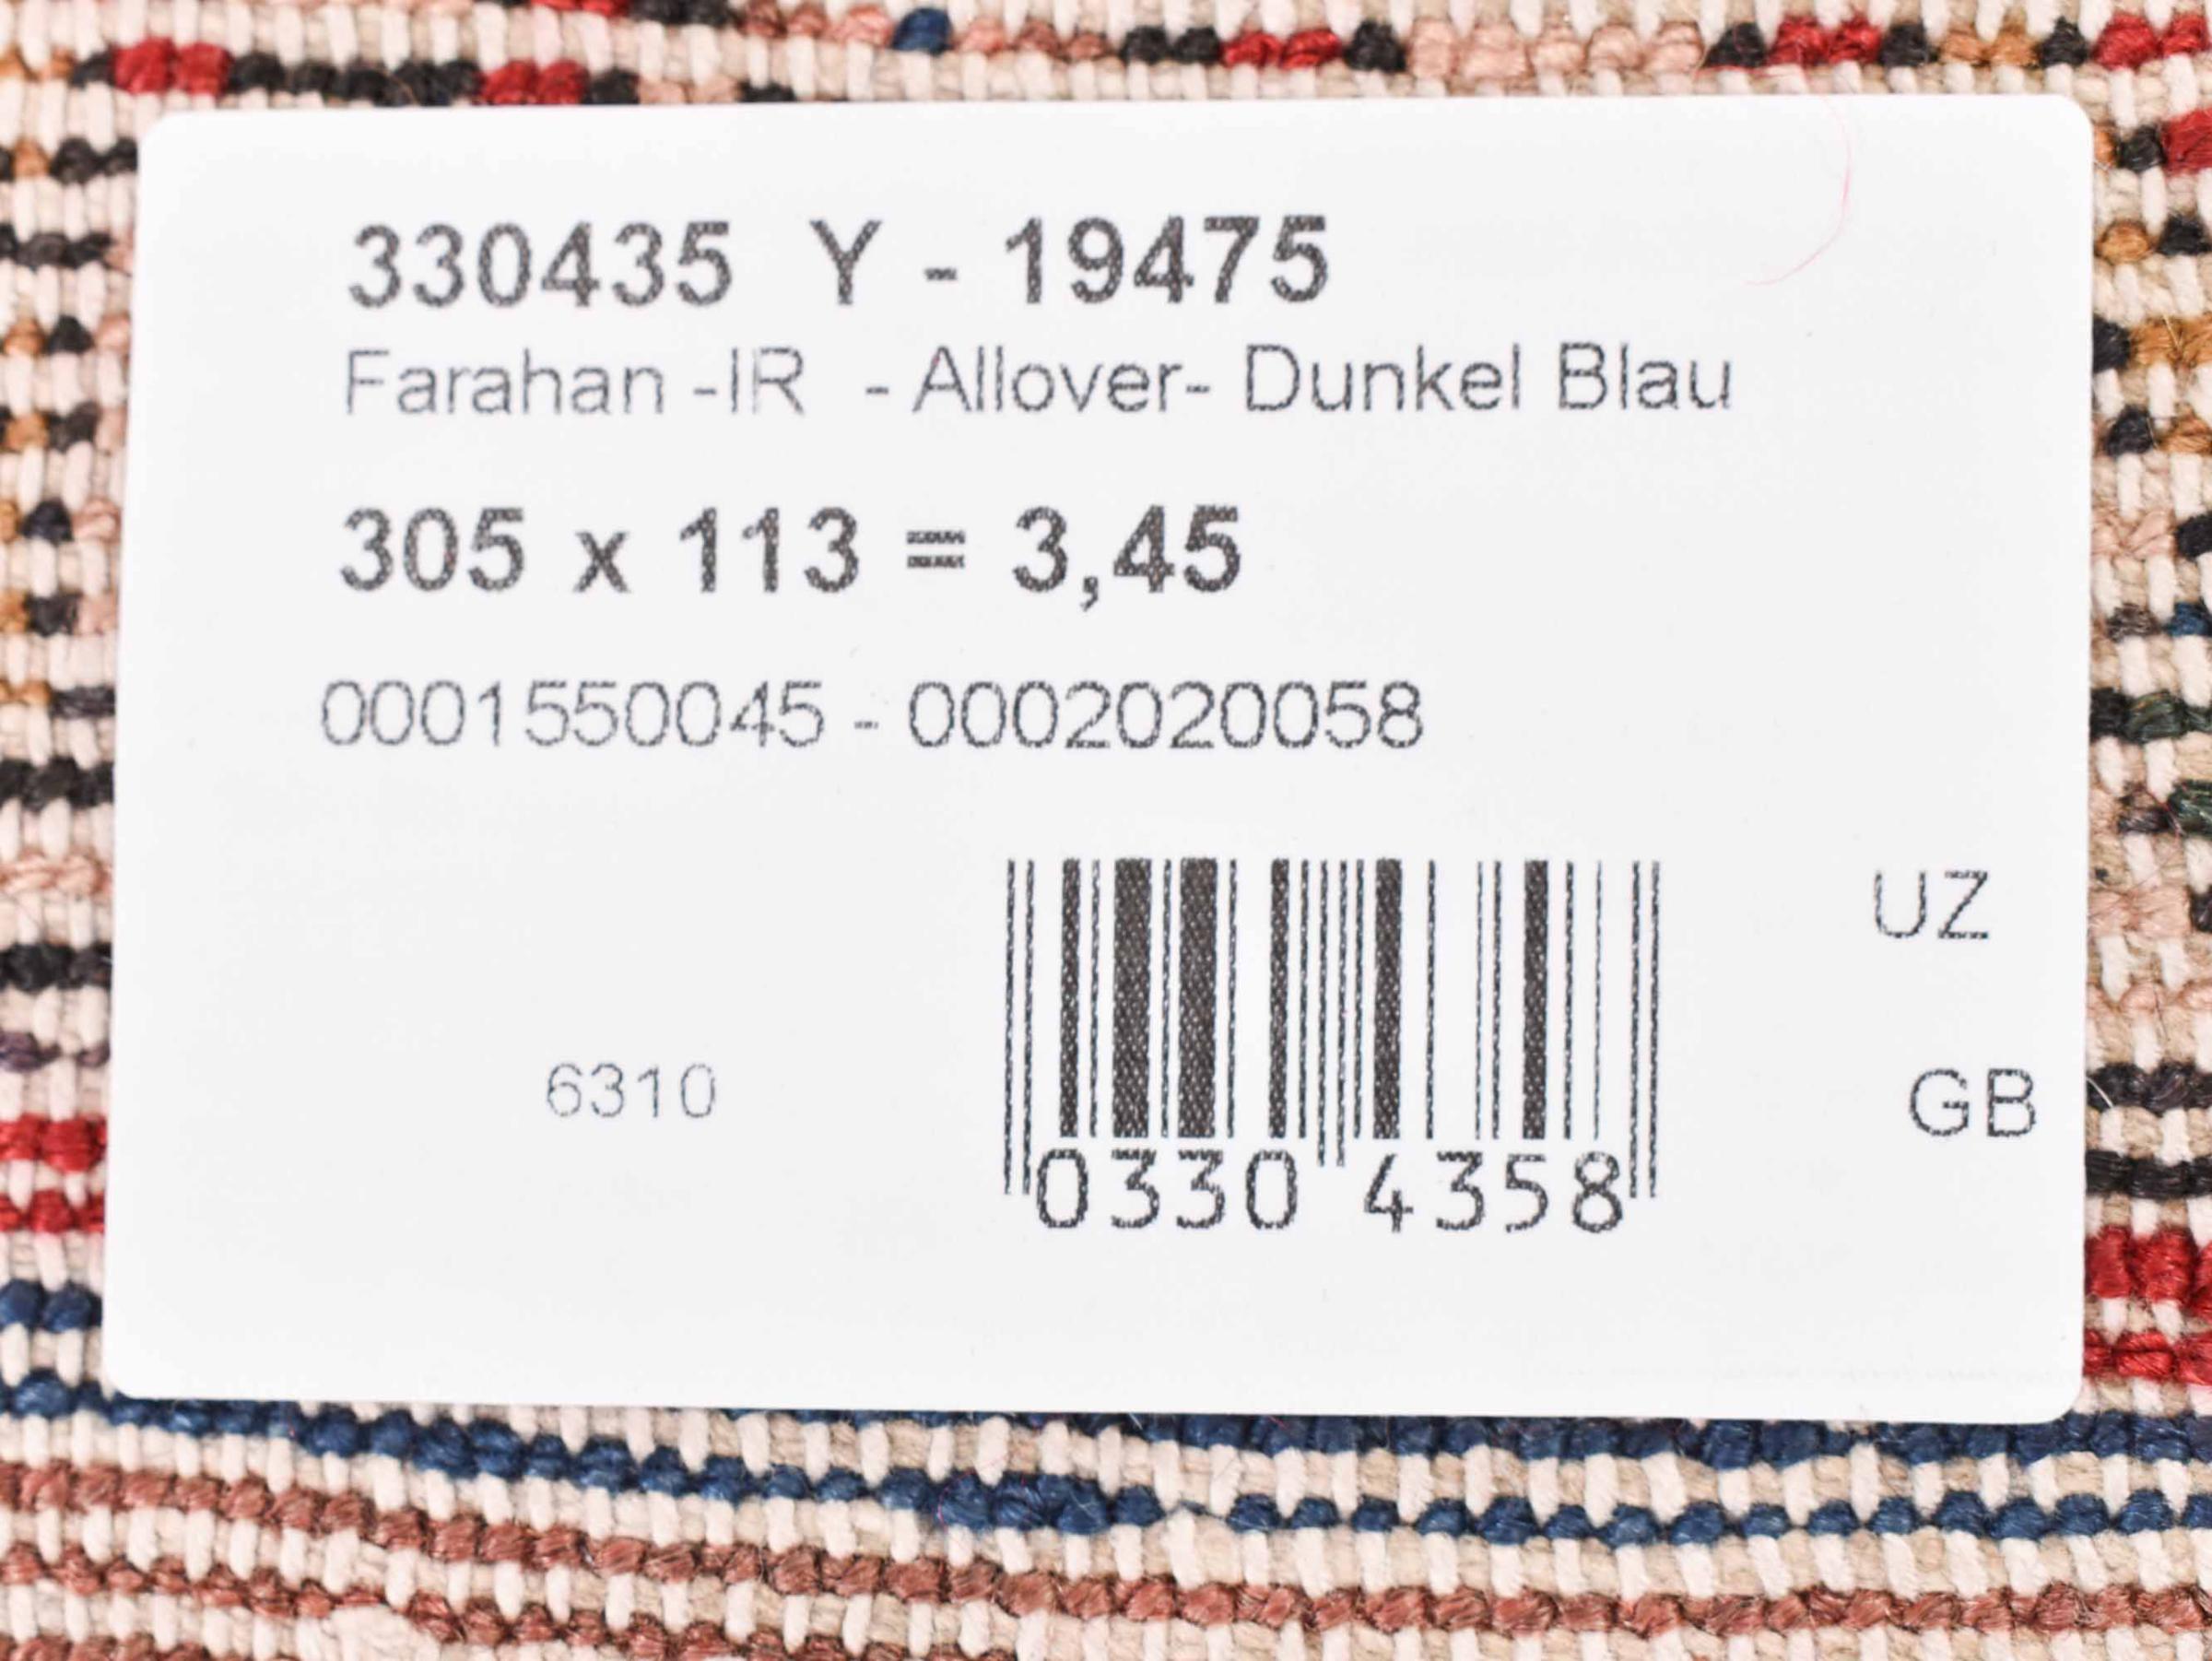 330435 Y - 19475
Farahan -IR - Allover- Dunkel Blau
305 x 113 = 3,45
0001550045 - 0002020058
UZ
6310
GB
0330 4358